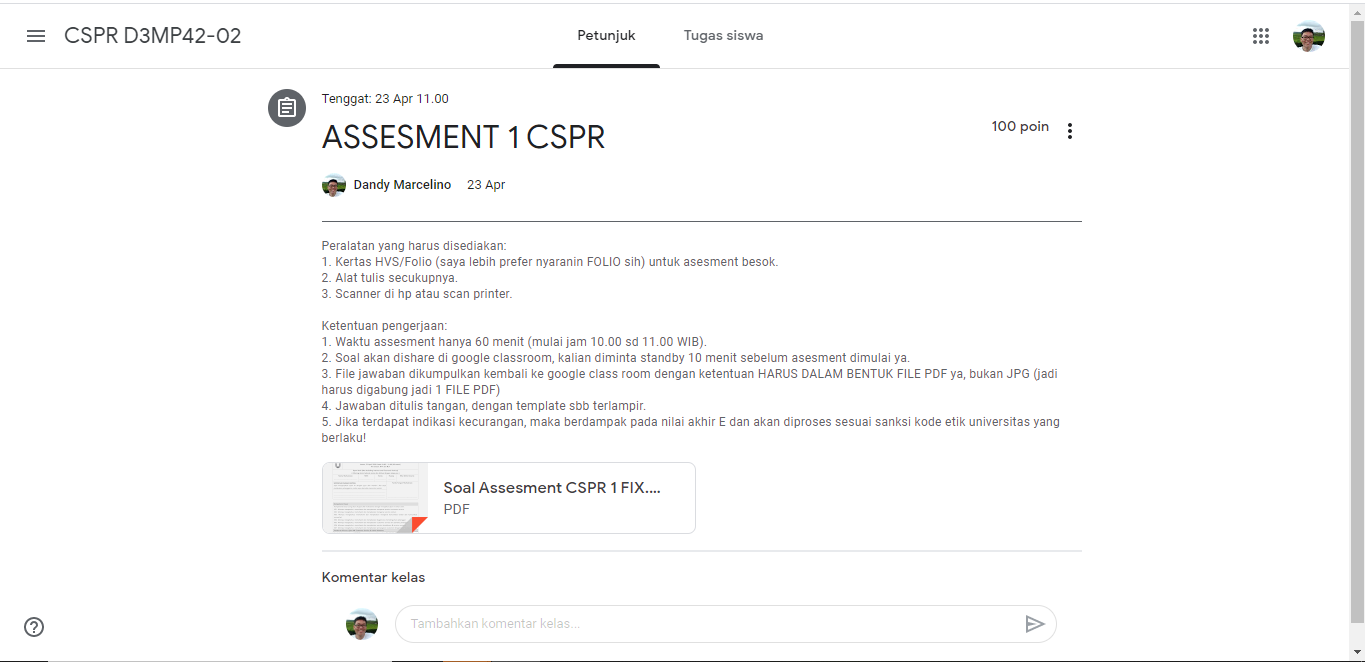 CSPR D3MP42-02
Petunjuk
Tugas siswa
Tenggat: 23 Apr 11.00
ASSESMENT 1 CSPR
100 poin
Dandy Marcelino 23 Apr
Peralatan yang harus disediakan:
1. Kertas HVS/Folio (saya lebih prefer nyaranin FOLIO sih) untuk asesment besok.
2. Alat tulis secukupnya.
3. Scanner di hp atau scan printer.
Ketentuan pengerjaan:
1. Waktu assesment hanya 60 menit (mulai jam 10.00 sd 11.00 WIB).
2. Soal akan dishare di google classroom, kalian diminta standby 10 menit sebelum asesment dimulai ya.
3. File jawaban dikumpulkan kembali ke google class room dengan ketentuan HARUS DALAM BENTUK FILE PDF ya, bukan JPG (jadi
harus digabung jadi 1 FILE PDF)
4. Jawaban ditulis tangan, dengan template sbb terlampir.
5. Jika terdapat indikasi kecurangan, maka berdampak pada nilai akhir E dan akan diproses sesuai sanksi kode etik universitas yang
berlaku!
Soal Assesment CSPR 1 FIX....
PDF
Komentar kelas
Tambahkan komentar kelas...